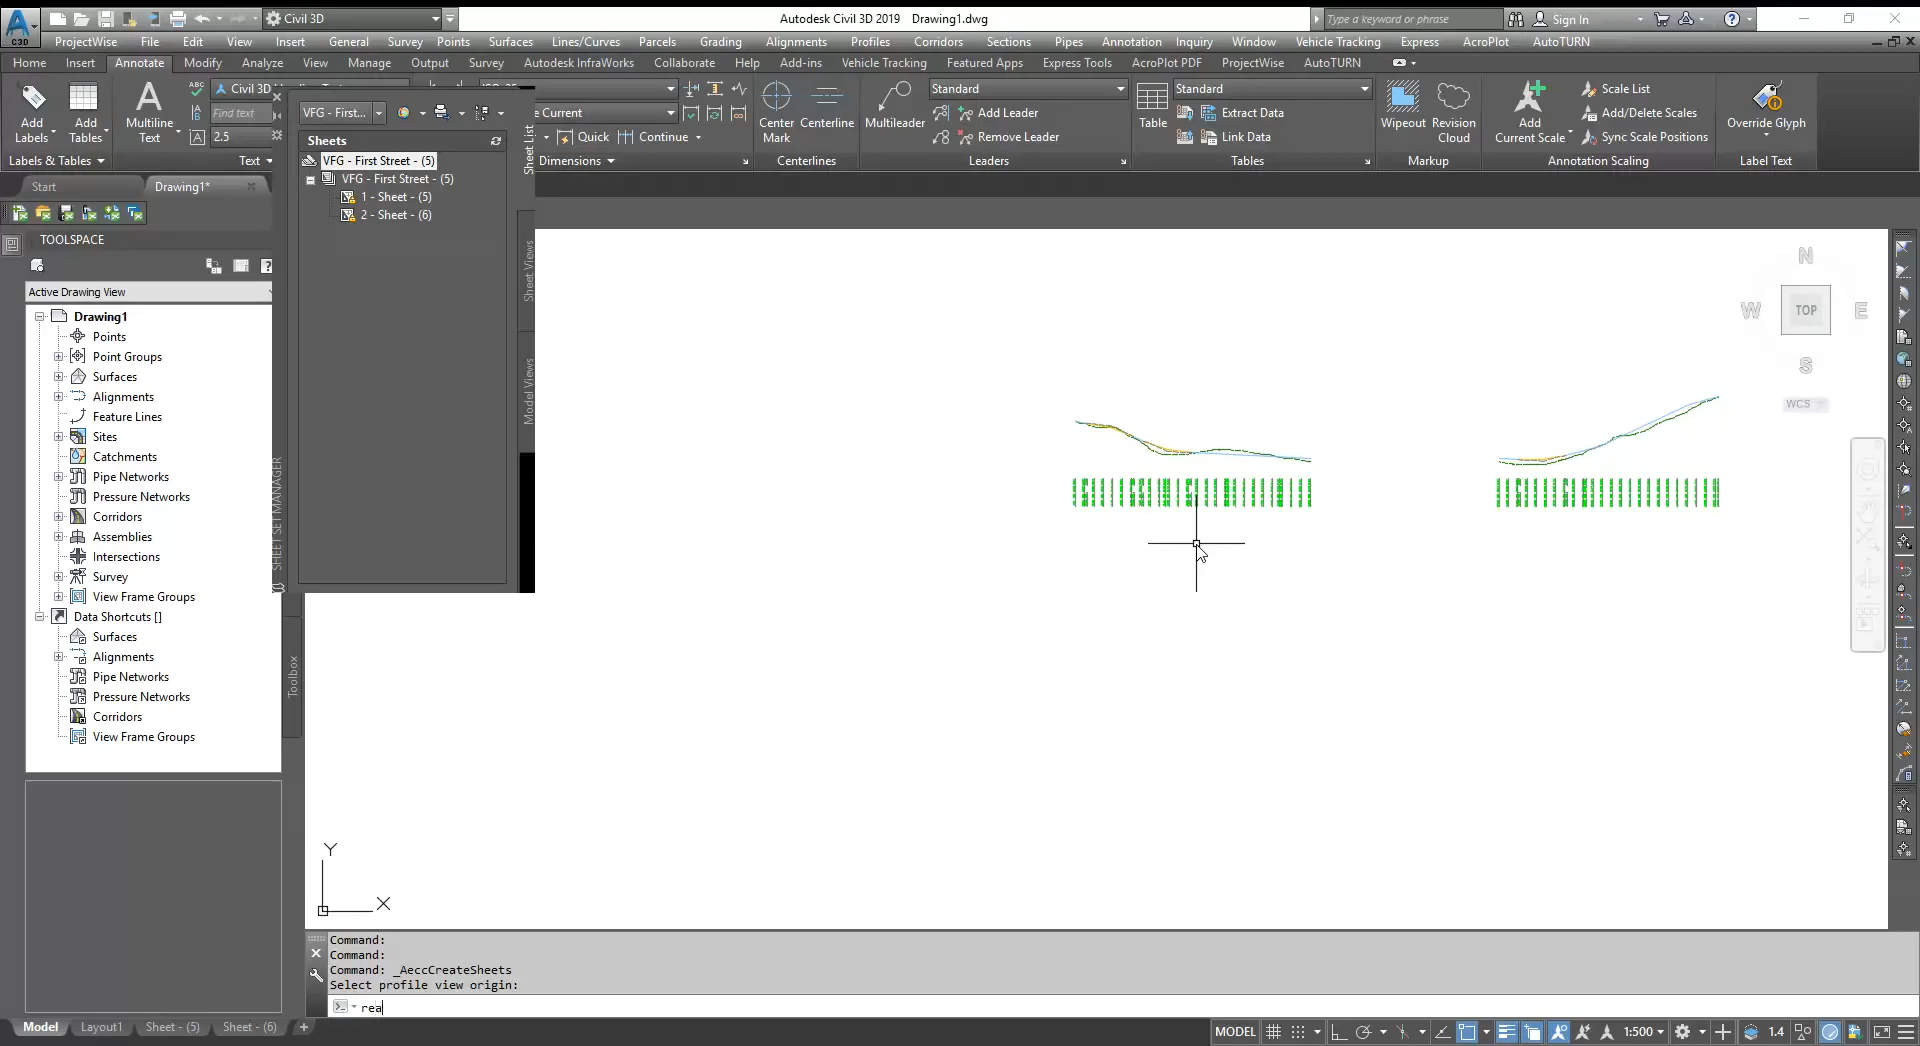 Civil 3D
Autodesk Civil 3D 2019 Drawing1.dwg
Type a keyword or phrase
Sign In
C3D
ProjectWise File Edit View Insert General Survey Points Surfaces Lines/Curves Parcels Grading Alignments Profiles Corridors Sections Pipes Annotation Inquiry Window Vehicle Tracking Express AcroPlot AutoTURN
Home Insert Annotate Modify Analyze View Manage Output Survey Autodesk InfraWorks Collaborate Help Add-ins Vehicle Tracking Featured Apps Express Tools AcroPlot PDF ProjectWise AutoTURN
Add Labels
Add Tables
Labels & Tables
Multiline Text
ABC
Civil 3D
Find text
2.5
Text
e Current
Quick
Continue
Dimensions
Center Mark
Centerline
Centerlines
Multileader
Standard
Add Leader
Remove Leader
Leaders
Table
Standard
Extract Data
Link Data
Tables
Wipeout
Revision Cloud
Markup
Add Current Scale
Scale List
Add/Delete Scales
Sync Scale Positions
Annotation Scaling
Override Glyph
Label Text
Start
Drawing1*
VFG - First...
Sheets
VFG - First Street - (5)
VFG - First Street - (5)
1 - Sheet - (5)
2 - Sheet - (6)
Sheet List
Sheet Views
Model Views
SHEET SET MANAGER
TOOLSPACE
Active Drawing View
Drawing1
Points
Point Groups
Surfaces
Alignments
Feature Lines
Sites
Catchments
Pipe Networks
Pressure Networks
Corridors
Assemblies
Intersections
Survey
View Frame Groups
Data Shortcuts []
Surfaces
Alignments
Pipe Networks
Pressure Networks
Corridors
View Frame Groups
Toolbox
N
W
TOP
E
S
WCS
Y
X
Command:
Command:
Command: _AeccCreateSheets
Select profile view origin:
rea
Model Layout1 Sheet - (5) Sheet - (6) +
MODEL
1:500
1.4